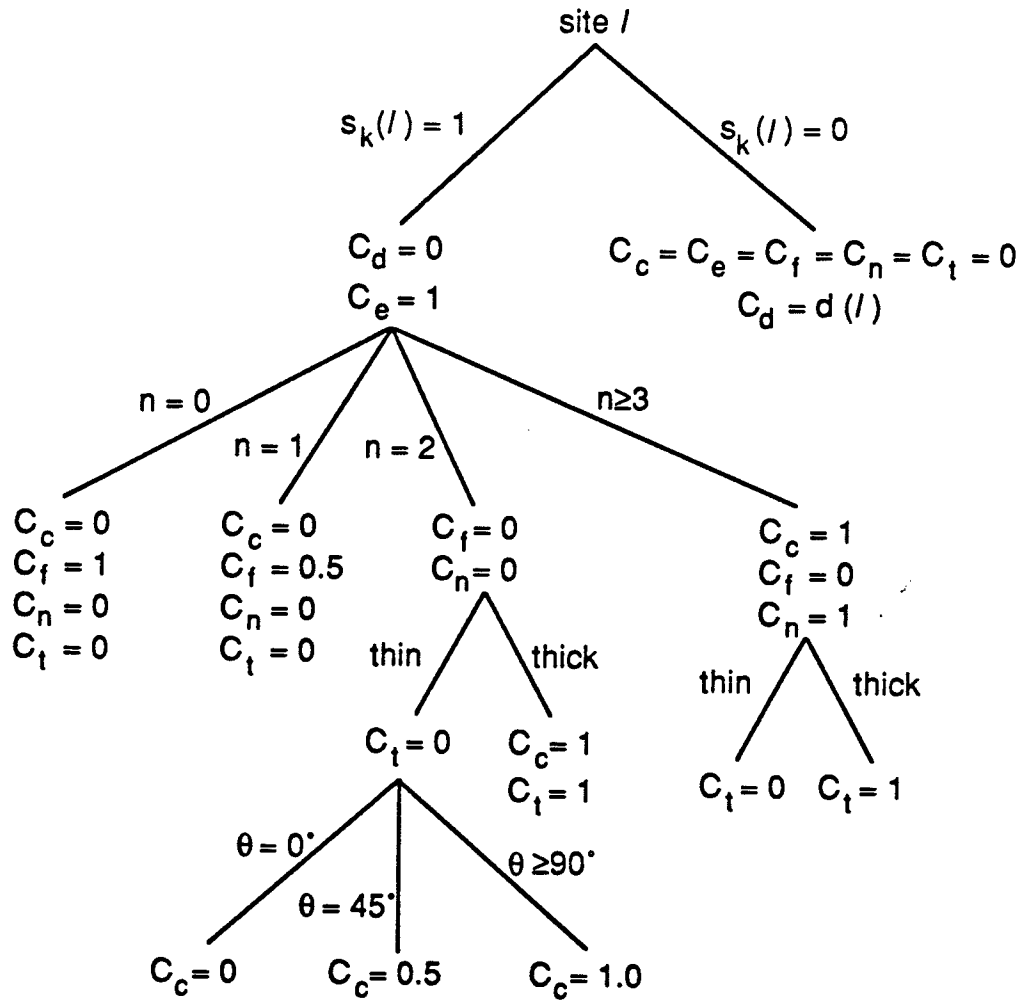 site l
s_k(l) = 1
s_k(l) = 0
C_d = 0
C_e = 1
C_c = C_e = C_f = C_n = C_t = 0
C_d = d(l)
n = 0
n = 1
n = 2
n≥3
C_c = 0
C_f = 1
C_n = 0
C_t = 0
C_c = 0
C_f = 0.5
C_n = 0
C_t = 0
C_f = 0
C_n = 0
C_c = 1
C_f = 0
C_n = 1
thin
thick
thin
thick
C_t = 0
C_c = 1
C_t = 1
C_t = 0
C_t = 1
θ = 0°
θ = 45°
θ ≥90°
C_c = 0
C_c = 0.5
C_c = 1.0